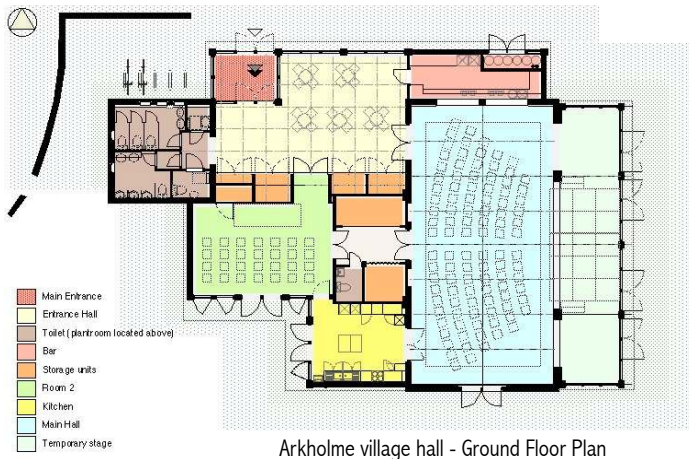 Main Entrance
Entrance Hall
Toilet (plantroom located above)
Bar
Storage units
Room 2
Kitchen
Main Hall
Temporary stage
Arkholme village hall - Ground Floor Plan